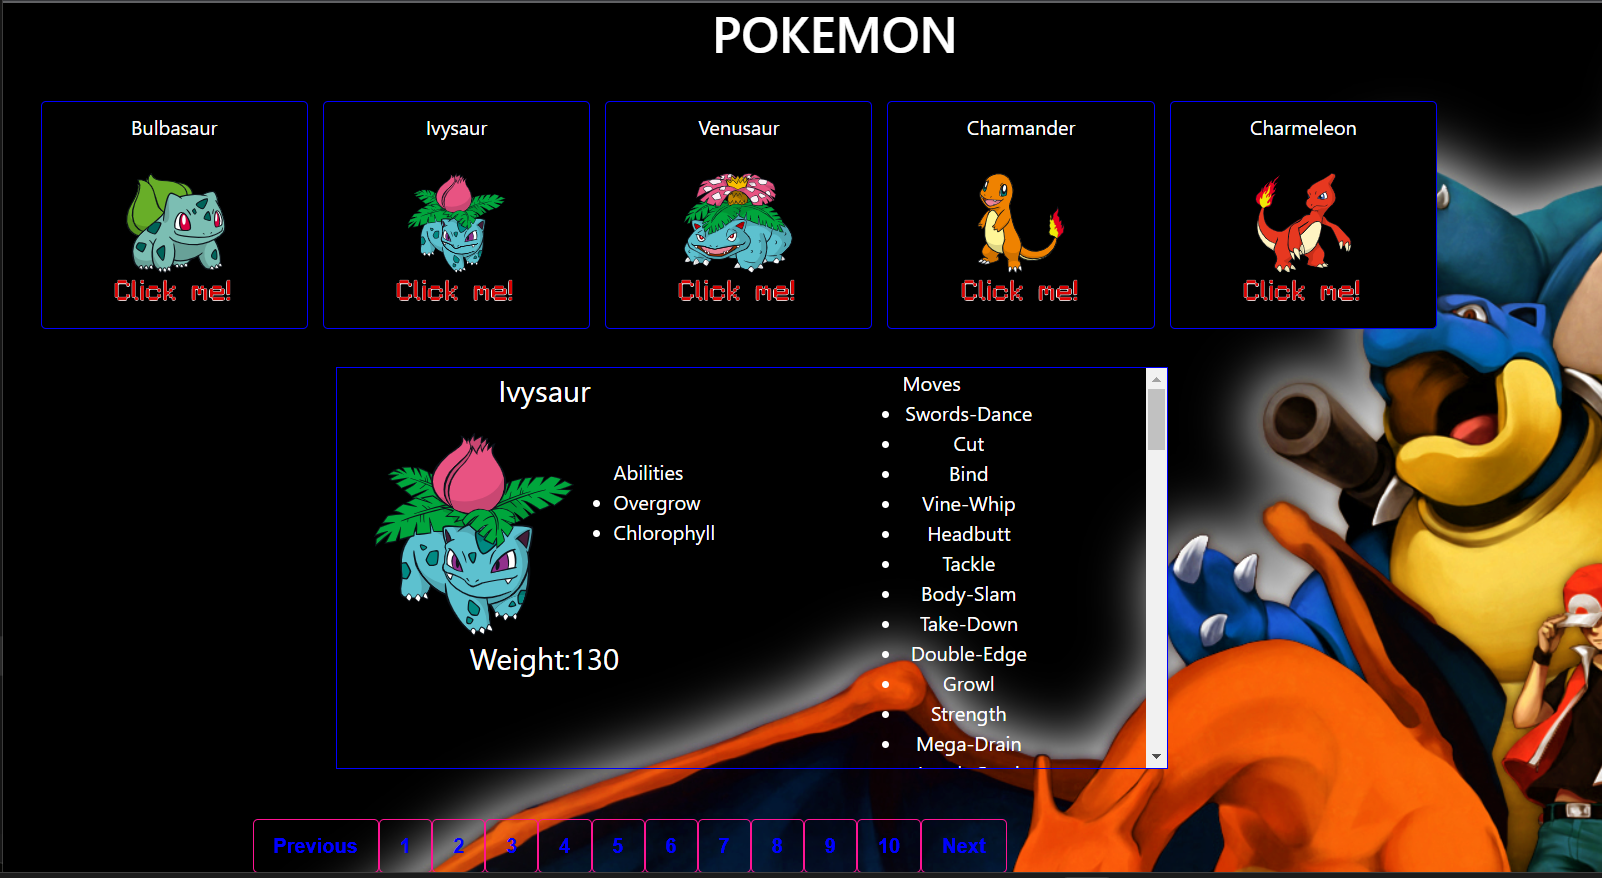 POKEMON
Bulbasaur
Click me!
Ivysaur
Click me!
Venusaur
Click me!
Charmander
Click me!
Charmeleon
Click me!
Ivysaur
Weight:130
Abilities
Overgrow
Chlorophyll
Moves
Swords-Dance
Cut
Bind
Vine-Whip
Headbutt
Tackle
Body-Slam
Take-Down
Double-Edge
Growl
Strength
Mega-Drain
Previous 1 2 3 4 5 6 7 8 9 10 Next